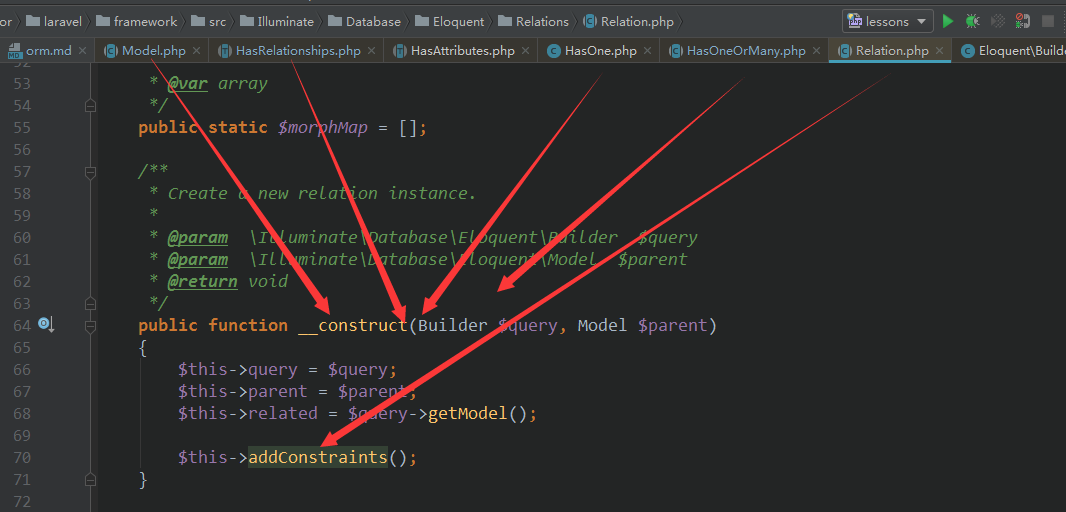 or laravel framework src Illuminate Database Eloquent Relations Relation.php lessons
orm.md Model.php HasRelationships.php HasAttributes.php HasOne.php HasOneOrMany.php Relation.php Eloquent\Builde
52
53 * @var array
54 */
55 public static $morphMap = [];
56
57 /**
58 * Create a new relation instance.
59 *
60 * @param \Illuminate\Database\Eloquent\Builder $query
61 * @param \Illuminate\Database\Eloquent\Model $parent
62 * @return void
63 */
64 public function __construct(Builder $query, Model $parent)
65 {
66 $this->query = $query;
67 $this->parent = $parent;
68 $this->related = $query->getModel();
69
70 $this->addConstraints();
71 }
72